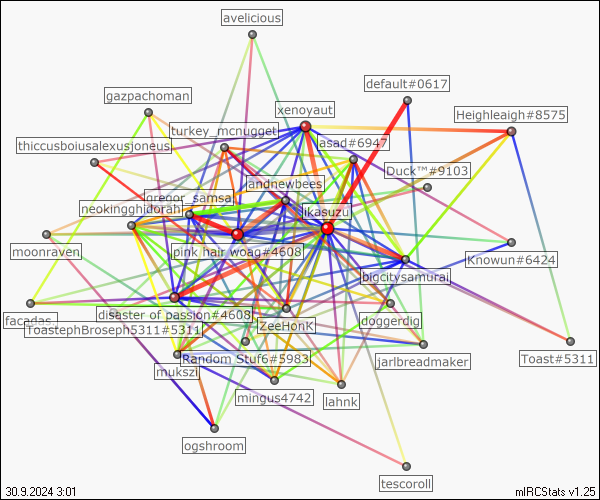 avelicious
default#0617
gazpachoman
xenoyaut
Heighleigh#8575
turkey_mcnugget
asad#6947
thiccusboiusalexusjoneus
Duck™#9103
andnewbees
gregor_samsa
neokingghidorah
likasuzu
moonraven
pink hair woag#4608
Knowun#6424
bigcitysamurai
facadas.
disaster of passion#4608
doggerdig
ToastephBroseph5311#5311
ZeeHonK
Random Stuf6#5983
jarlbreadmaker
Toast#5311
mukszi
mingus4742
lahnk
ogshroom
tescoroll
30.9.2024 3:01
mIRCStats v1.25